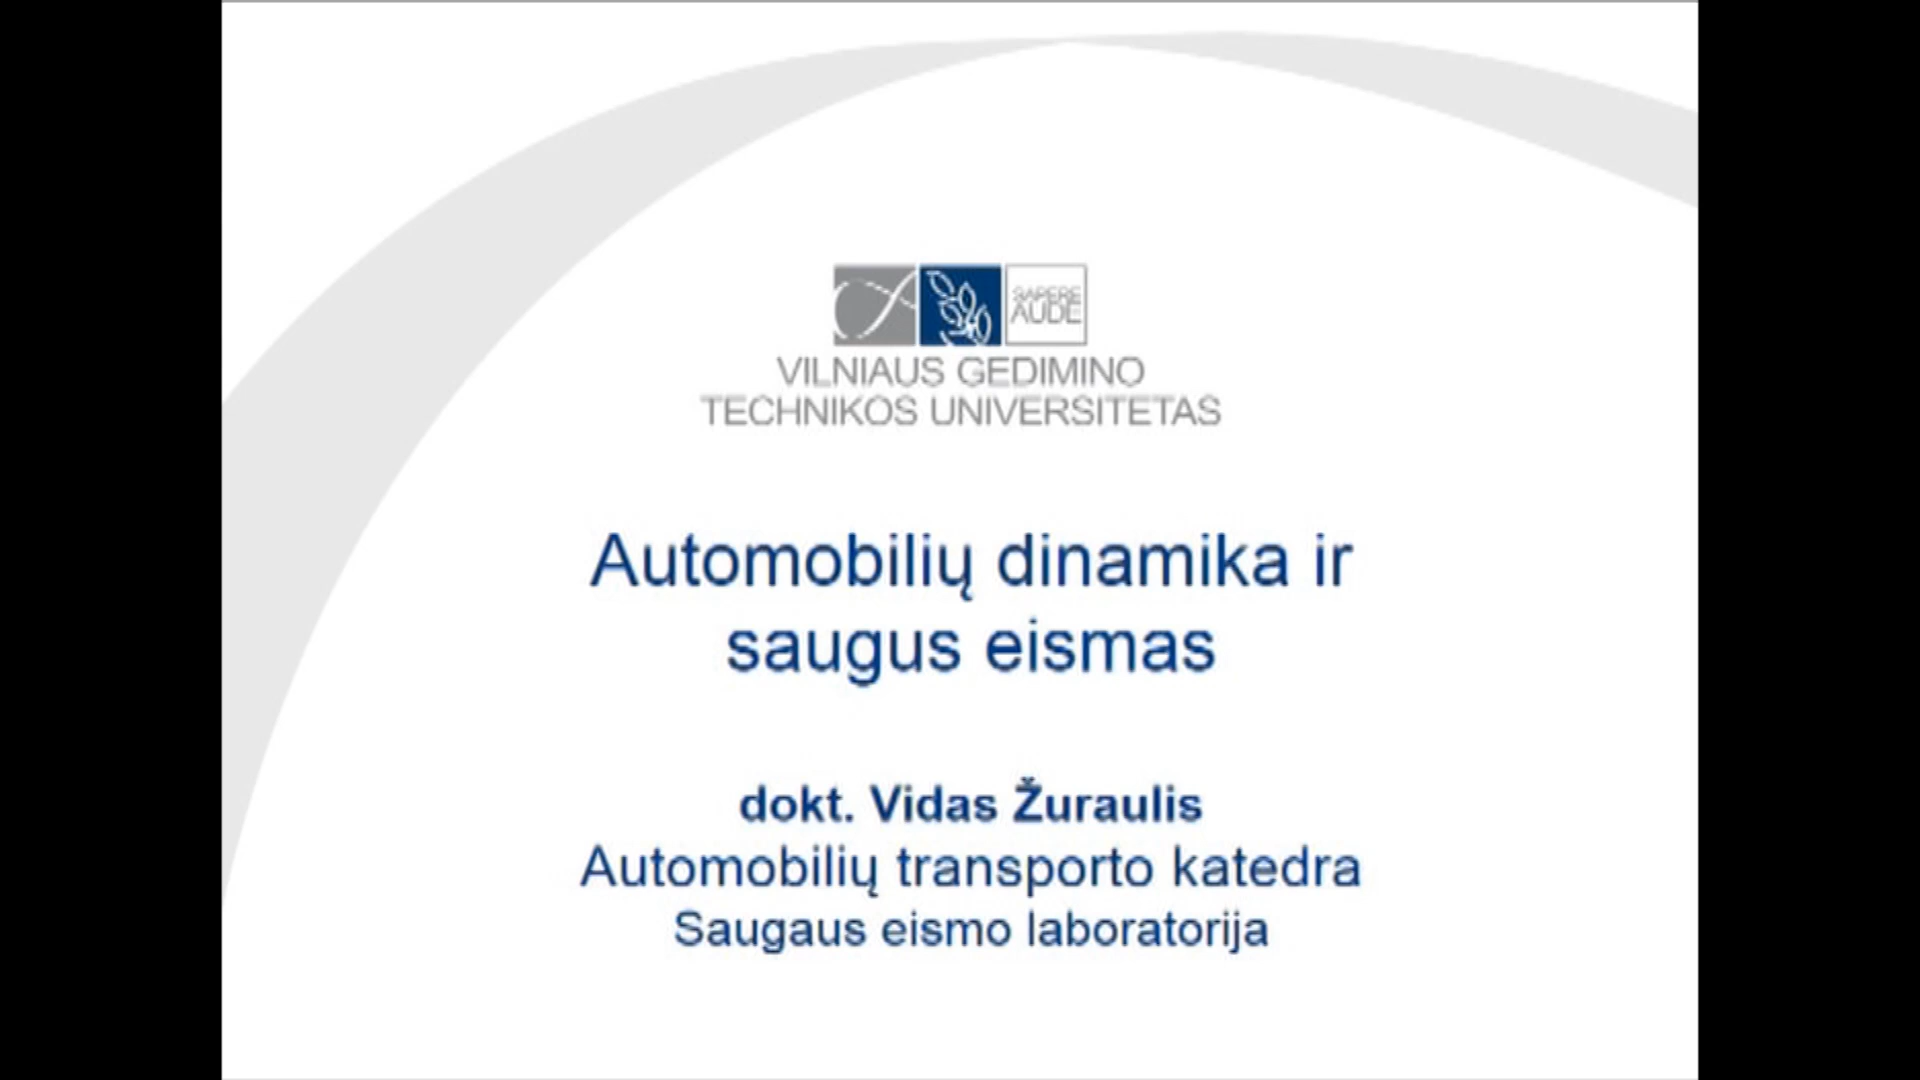 SAPERE
AUDE
VILNIAUS GEDIMINO
TECHNIKOS UNIVERSITETAS
Automobilių dinamika ir
saugus eismas
dokt. Vidas Žuraulis
Automobilių transporto katedra
Saugaus eismo laboratorija